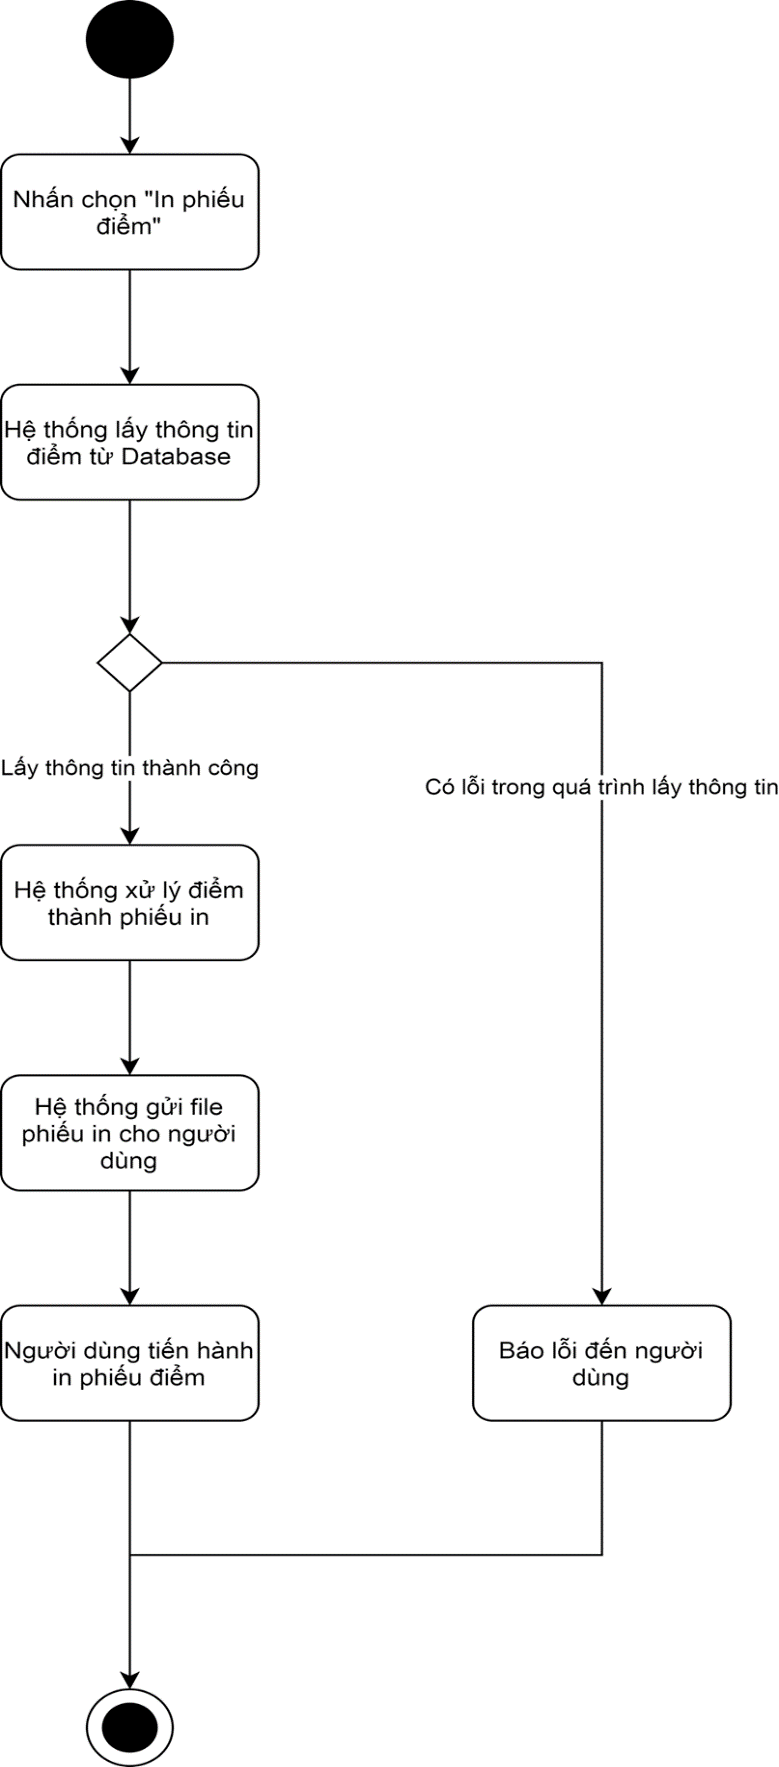 Nhấn chọn "In phiếu
điểm"
Hệ thống lấy thông tin
điểm từ Database
Lấy thông tin thành công
Có lỗi trong quá trình lấy thông tin
Hệ thống xử lý điểm
thành phiếu in
Hệ thống gửi file
phiếu in cho người
dùng
Người dùng tiến hành
in phiếu điểm
Báo lỗi đến người
dùng